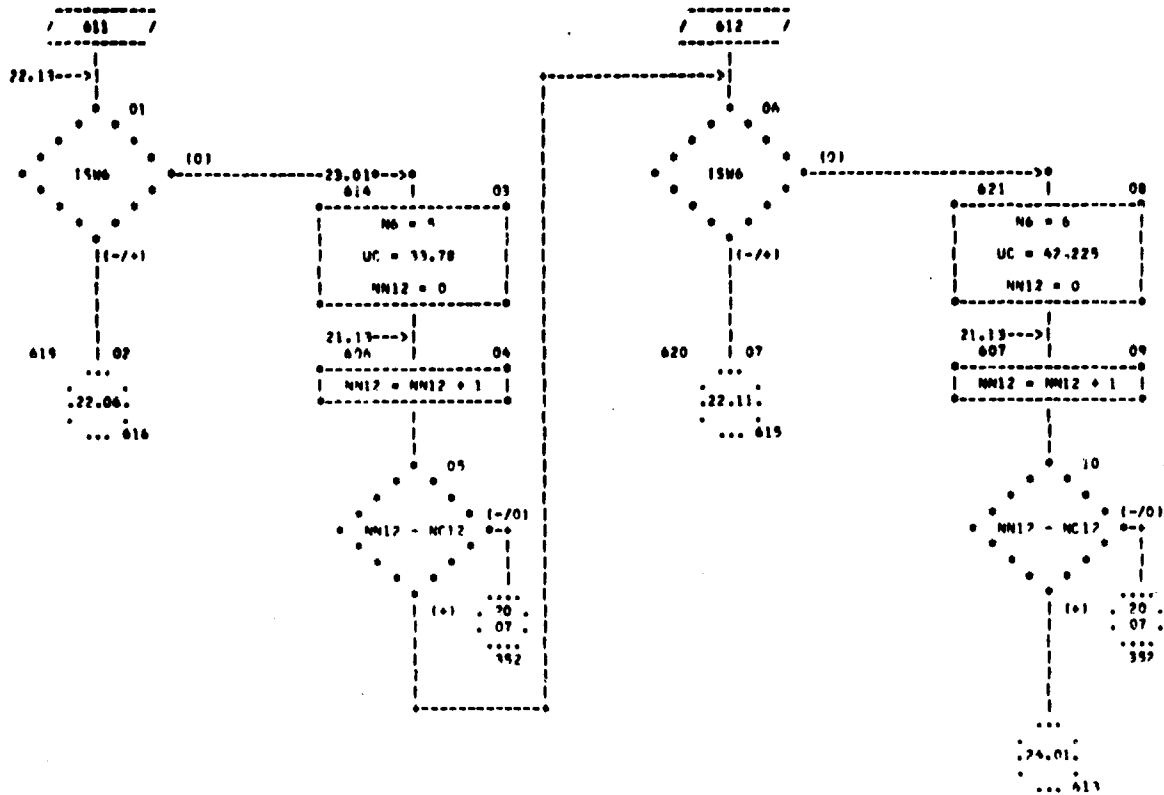 / 611 /
22.13--->
01
ISW6
(0)
(-/+)
619 02
.22.06.
... 616
23.01-->
614 03
N6 = 5
UC = 33.78
NN12 = 0
21.13--->
606 04
NN12 = NN12 + 1
05
NN12 - NC12
(-/0)
(+)
20
07
352
/ 612 /
06
ISW6
(0)
(-/+)
620 07
.22.11.
... 615
621 08
N6 = 6
UC = 42.225
NN12 = 0
21.13--->
607 09
NN12 = NN12 + 1
10
NN12 - NC12
(-/0)
(+)
20
07
352
.24.01.
... 613